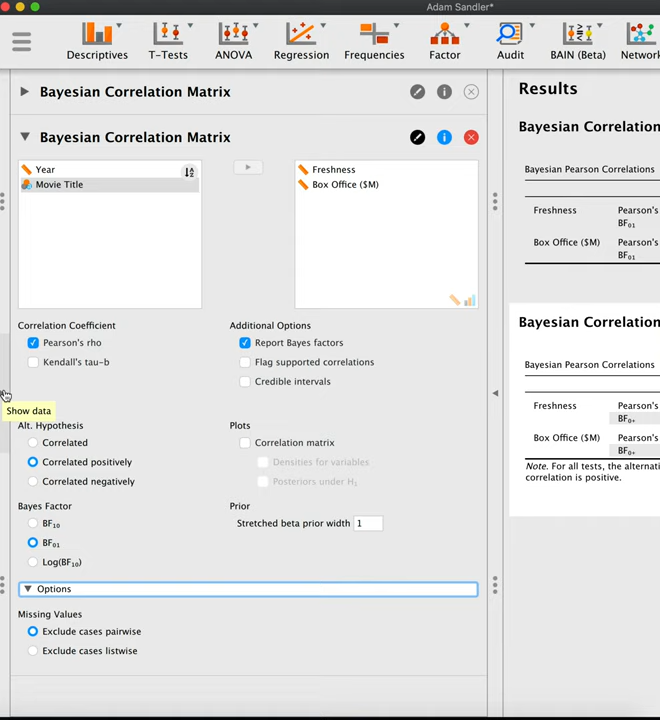 Adam Sandler*
Descriptives
T-Tests
ANOVA
Regression
Frequencies
Factor
Audit
BAIN (Beta)
Network
Bayesian Correlation Matrix
Bayesian Correlation Matrix
Year
Movie Title
Freshness
Box Office ($M)
Correlation Coefficient
Pearson's rho
Kendall's tau-b
Additional Options
Report Bayes factors
Flag supported correlations
Credible intervals
Show data
Alt. Hypothesis
Correlated
Correlated positively
Correlated negatively
Plots
Correlation matrix
Densities for variables
Posteriors under H₁
Bayes Factor
BF₁₀
BF₀₁
Log(BF₁₀)
Prior
Stretched beta prior width 1
Options
Missing Values
Exclude cases pairwise
Exclude cases listwise
Results
Bayesian Correlation
Bayesian Pearson Correlations
Freshness Pearson's
BF₀₁
Box Office ($M) Pearson's
BF₀₁
Bayesian Correlation
Bayesian Pearson Correlations
Freshness Pearson's
BF₀₊
Box Office ($M) Pearson's
BF₀₊
Note. For all tests, the alternati
correlation is positive.